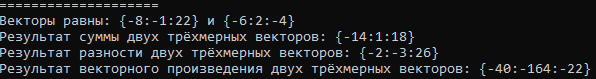 ====================
Векторы равны: {-8:-1:22} и {-6:2:-4}
Результат суммы двух трёхмерных векторов: {-14:1:18}
Результат разности двух трёхмерных векторов: {-2:-3:26}
Результат векторного произведения двух трёхмерных векторов: {-40:-164:-22}